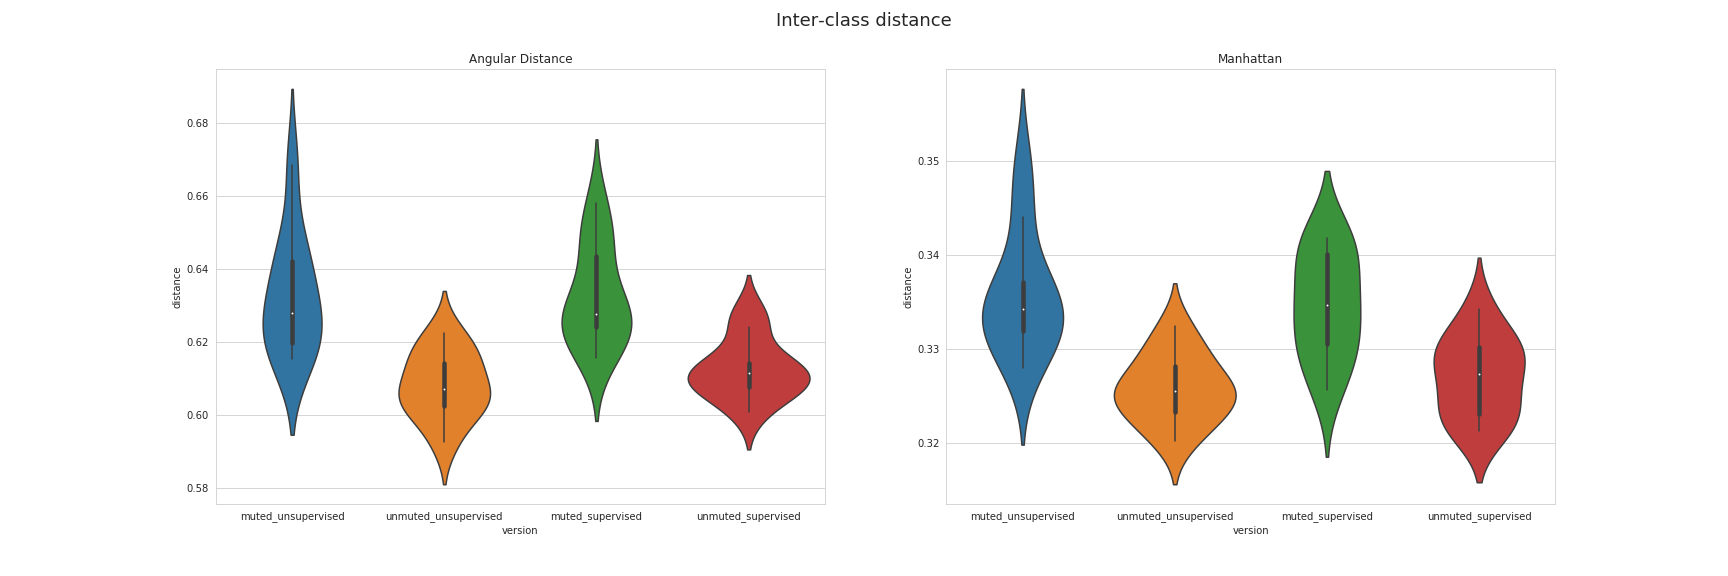 Inter-class distance
Angular Distance
distance
0.68
0.66
0.64
0.62
0.60
0.58
muted_unsupervised
unmuted_unsupervised
muted_supervised
unmuted_supervised
version
Manhattan
distance
0.35
0.34
0.33
0.32
muted_unsupervised
unmuted_unsupervised
muted_supervised
unmuted_supervised
version